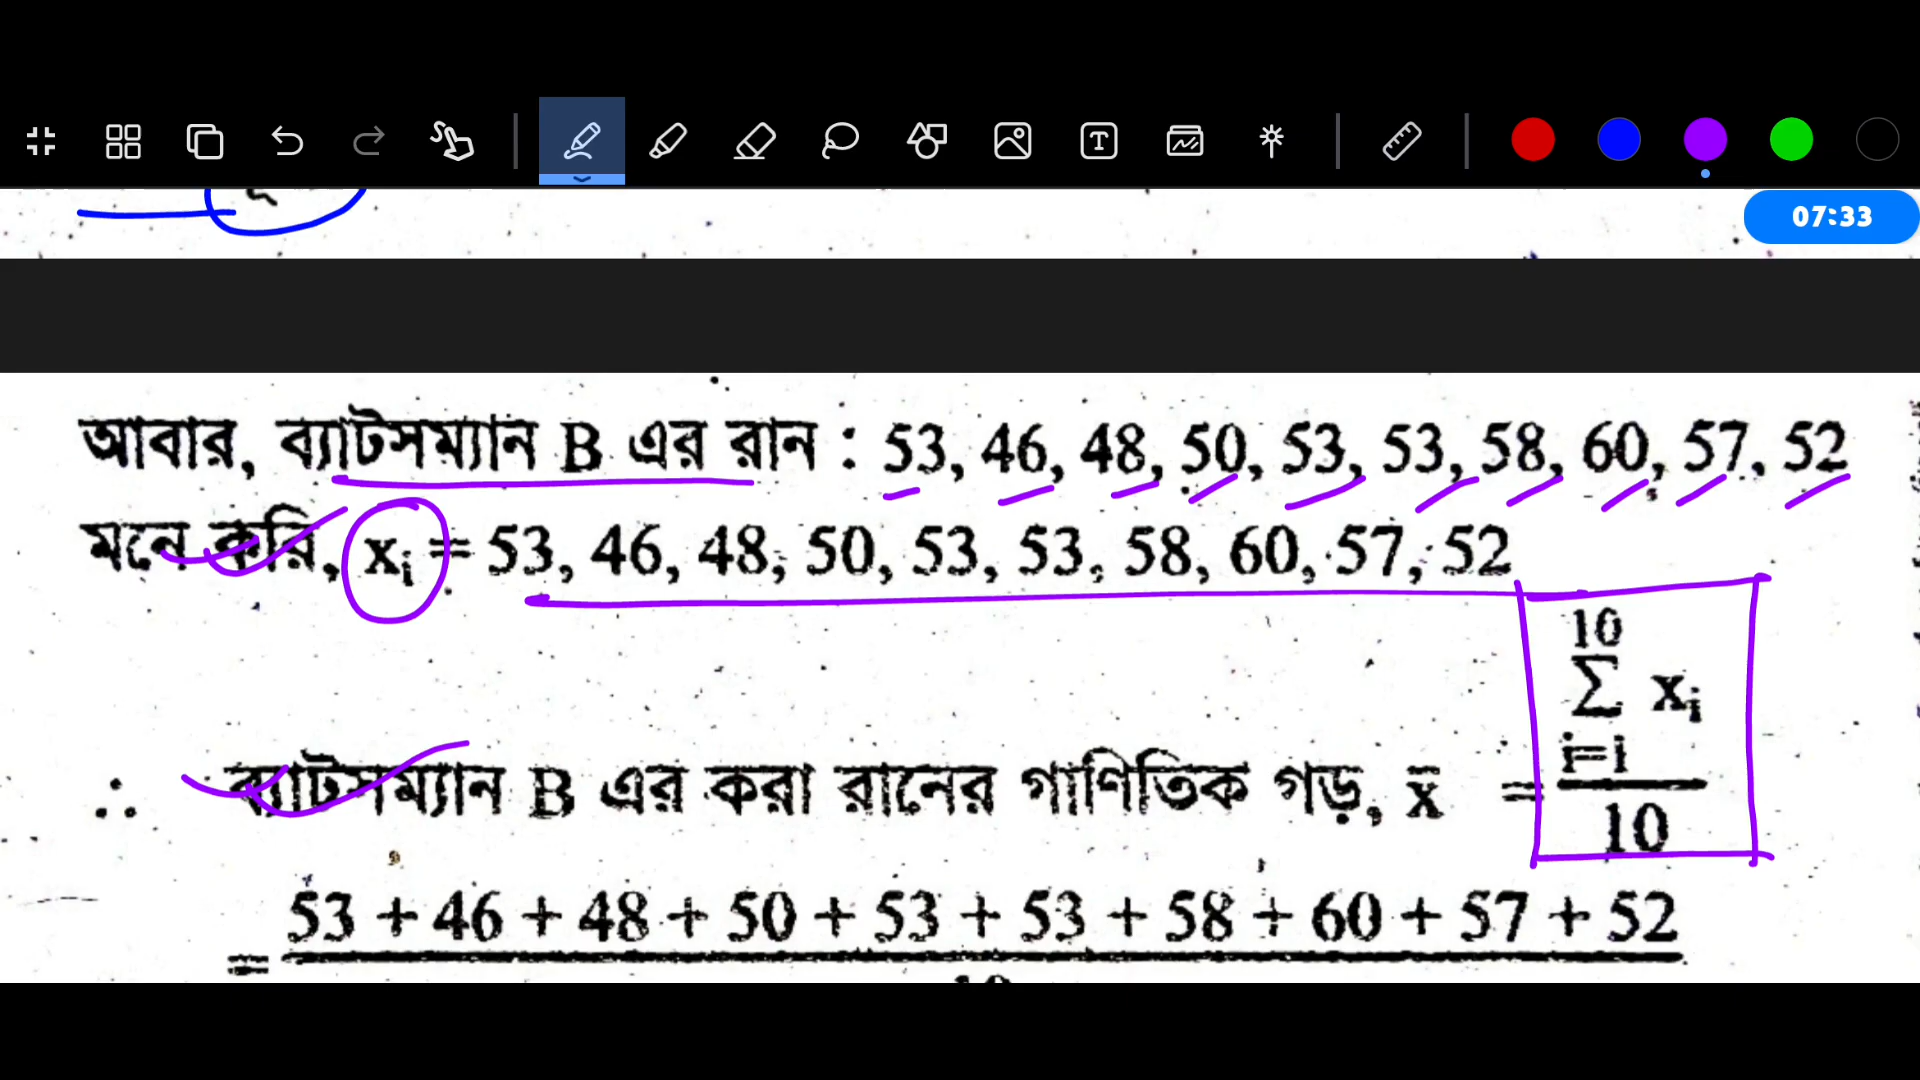 07:33
আবার, ব্যাটসম্যান B এর রান : 53, 46, 48, 50, 53, 53, 58, 60, 57, 52
মনে করি, xᵢ = 53, 46, 48, 50, 53, 53, 58, 60, 57, 52
10
Σ xᵢ
i=i
∴ ব্যাটসম্যান B এর করা রানের গাণিতিক গড়, x̄ =
10
53 + 46 + 48 + 50 + 53 + 53 + 58 + 60 + 57 + 52
=